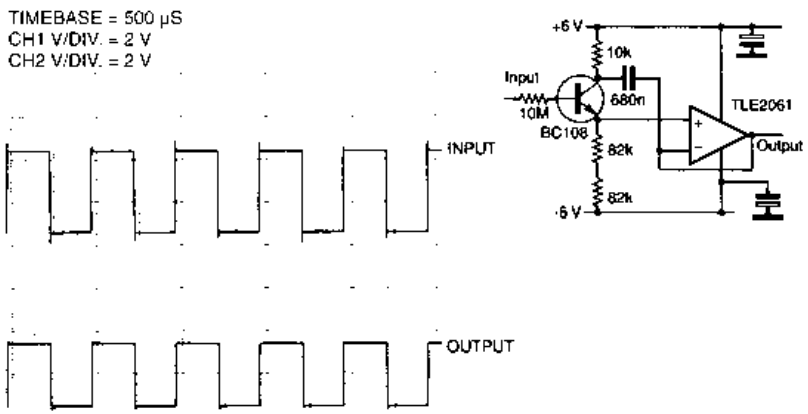 TIMEBASE = 500 µS
CH1 V/DIV. = 2 V
CH2 V/DIV. = 2 V
+6 V
10k
Input
680n
TLE2061
10M
BC108
+
−
Output
82k
82k
-6 V
INPUT
OUTPUT